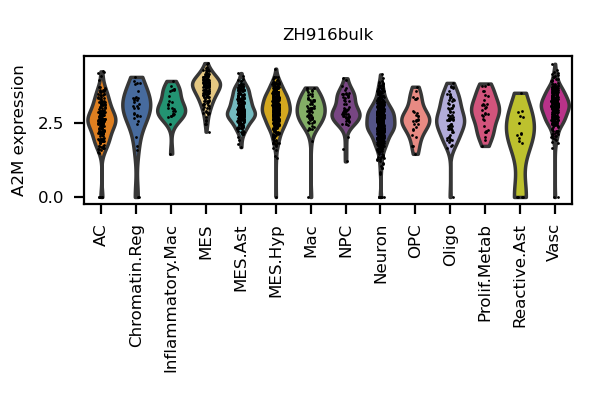 ZH916bulk
A2M expression
2.5
0.0
AC
Chromatin.Reg
Inflammatory.Mac
MES
MES.Ast
MES.Hyp
Mac
NPC
Neuron
OPC
Oligo
Prolif.Metab
Reactive.Ast
Vasc